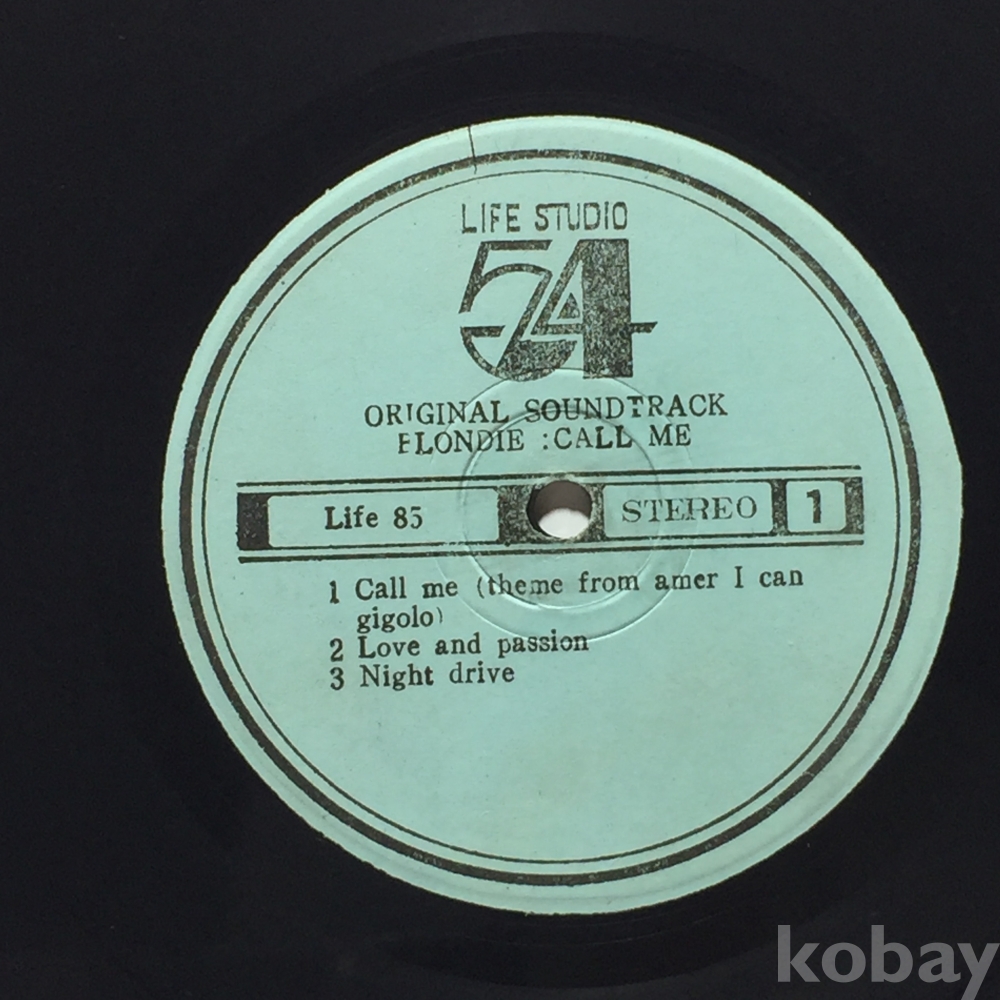 LIFE STUDIO
54
ORIGINAL SOUNDTRACK
BLONDIE :CALL ME
Life 85
STEREO
1
1 Call me (theme from amer I can
gigolo)
2 Love and passion
3 Night drive
kobay